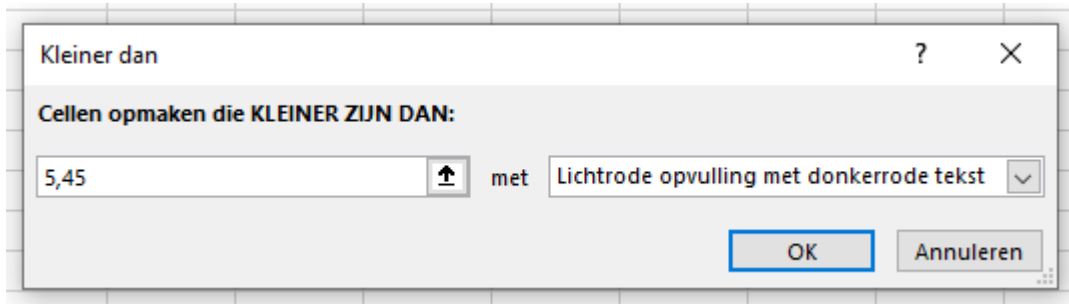 Kleiner dan ?
Cellen opmaken die KLEINER ZIJN DAN:
5,45 met Lichtrode opvulling met donkerrode tekst
OK Annuleren